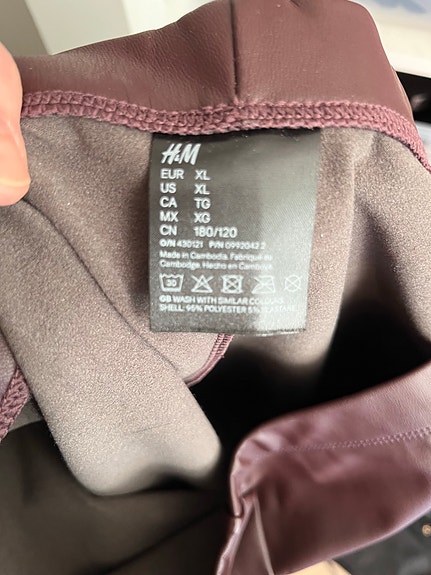 H&M
EUR XL
US XL
CA TG
MX XG
CN 180/120
O/N 430121 P/N 0992042 2
Made in Cambodia. Fabriqué au
Cambodge. Hecho en Camboya
30
GB WASH WITH SIMILAR COLOURS
SHELL: 95% POLYESTER 5% ELASTANE